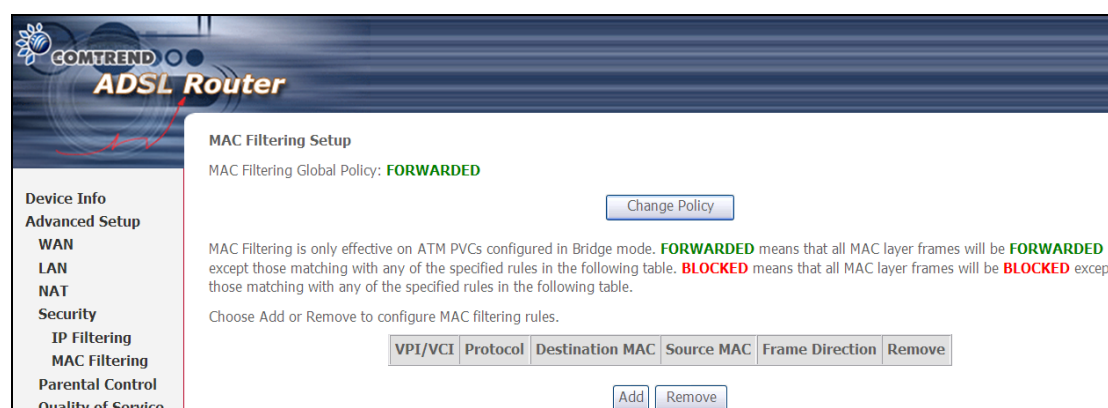 COMTREND
ADSL Router
MAC Filtering Setup
MAC Filtering Global Policy: FORWARDED
Change Policy
MAC Filtering is only effective on ATM PVCs configured in Bridge mode. FORWARDED means that all MAC layer frames will be FORWARDED
except those matching with any of the specified rules in the following table. BLOCKED means that all MAC layer frames will be BLOCKED excep
those matching with any of the specified rules in the following table.
Choose Add or Remove to configure MAC filtering rules.
VPI/VCI Protocol Destination MAC Source MAC Frame Direction Remove
Add Remove
Device Info
Advanced Setup
WAN
LAN
NAT
Security
IP Filtering
MAC Filtering
Parental Control
Quality of Service